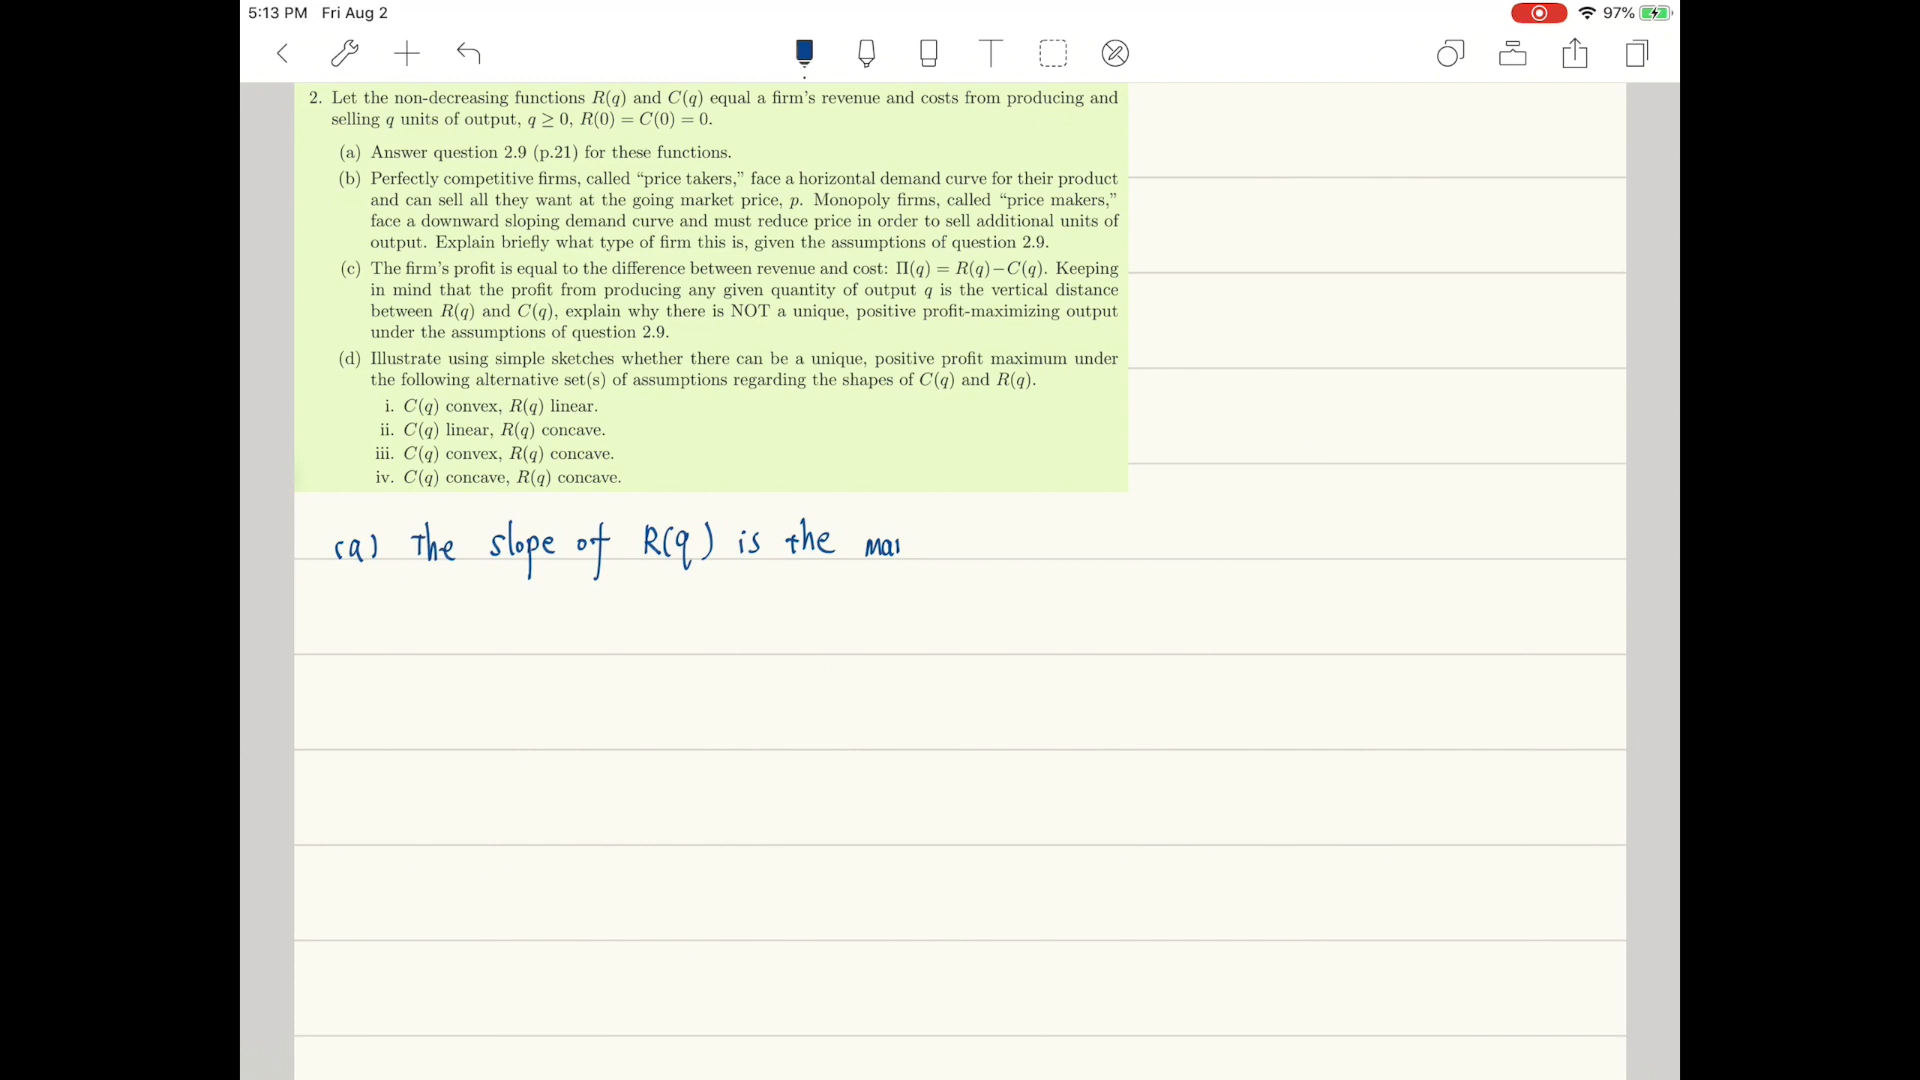 5:13 PM Fri Aug 2
97%
2. Let the non-decreasing functions R(q) and C(q) equal a firm's revenue and costs from producing and
selling q units of output, q ≥ 0, R(0) = C(0) = 0.
(a) Answer question 2.9 (p.21) for these functions.
(b) Perfectly competitive firms, called “price takers,” face a horizontal demand curve for their product
and can sell all they want at the going market price, p. Monopoly firms, called “price makers,”
face a downward sloping demand curve and must reduce price in order to sell additional units of
output. Explain briefly what type of firm this is, given the assumptions of question 2.9.
(c) The firm's profit is equal to the difference between revenue and cost: Π(q) = R(q)−C(q). Keeping
in mind that the profit from producing any given quantity of output q is the vertical distance
between R(q) and C(q), explain why there is NOT a unique, positive profit-maximizing output
under the assumptions of question 2.9.
(d) Illustrate using simple sketches whether there can be a unique, positive profit maximum under
the following alternative set(s) of assumptions regarding the shapes of C(q) and R(q).
i. C(q) convex, R(q) linear.
ii. C(q) linear, R(q) concave.
iii. C(q) convex, R(q) concave.
iv. C(q) concave, R(q) concave.
(a) The slope of R(q) is the mai